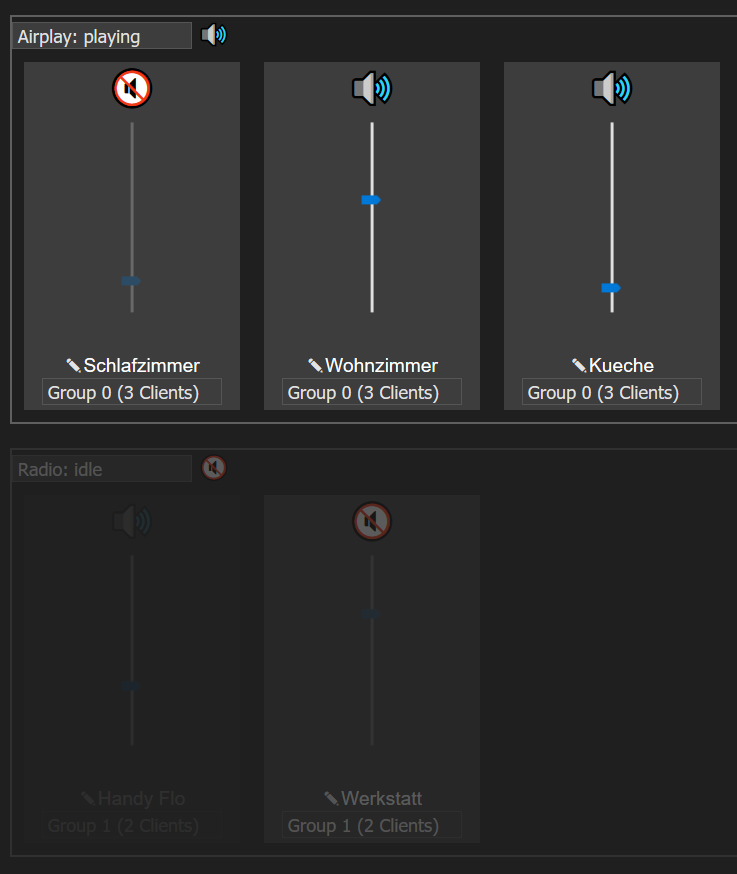 Airplay: playing
Schlafzimmer
Group 0 (3 Clients)
Wohnzimmer
Group 0 (3 Clients)
Kueche
Group 0 (3 Clients)
Radio: idle
Handy Flo
Group 1 (2 Clients)
Werkstatt
Group 1 (2 Clients)